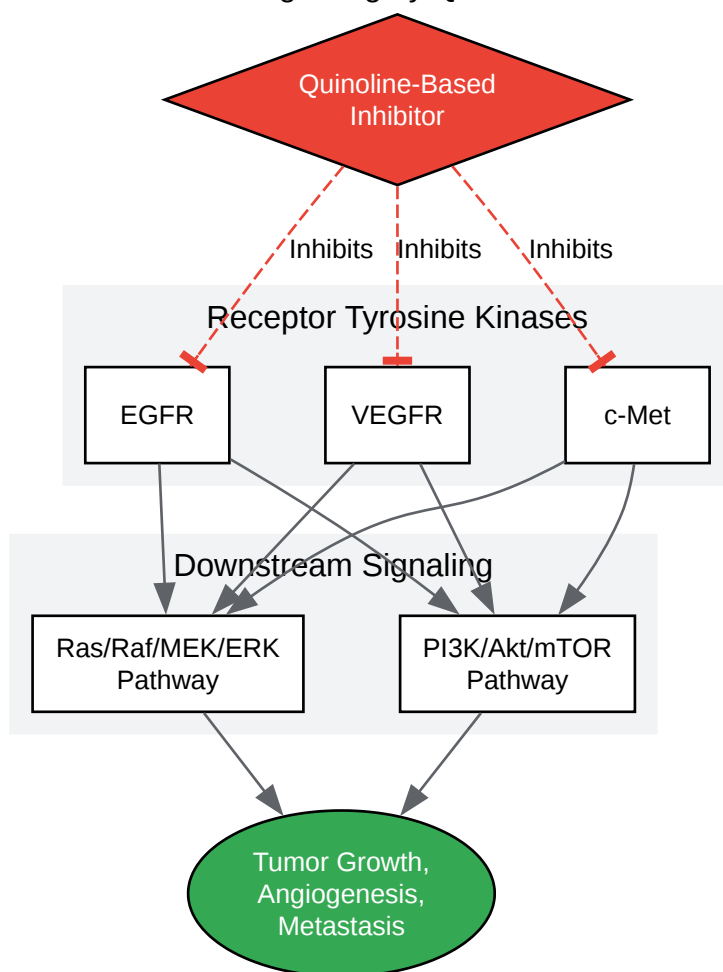 Quinoline-Based
Inhibitor
Inhibits Inhibits Inhibits
Receptor Tyrosine Kinases
EGFR VEGFR c-Met
Downstream Signaling
Ras/Raf/MEK/ERK
Pathway
PI3K/Akt/mTOR
Pathway
Tumor Growth,
Angiogenesis,
Metastasis